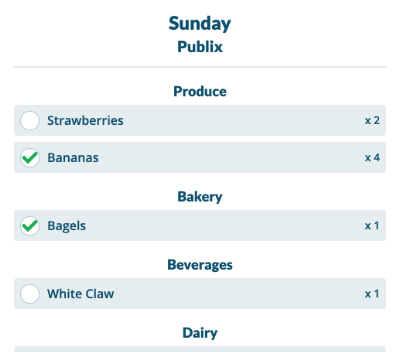 Sunday
Publix
Produce
Strawberries x 2
Bananas x 4
Bakery
Bagels x 1
Beverages
White Claw x 1
Dairy